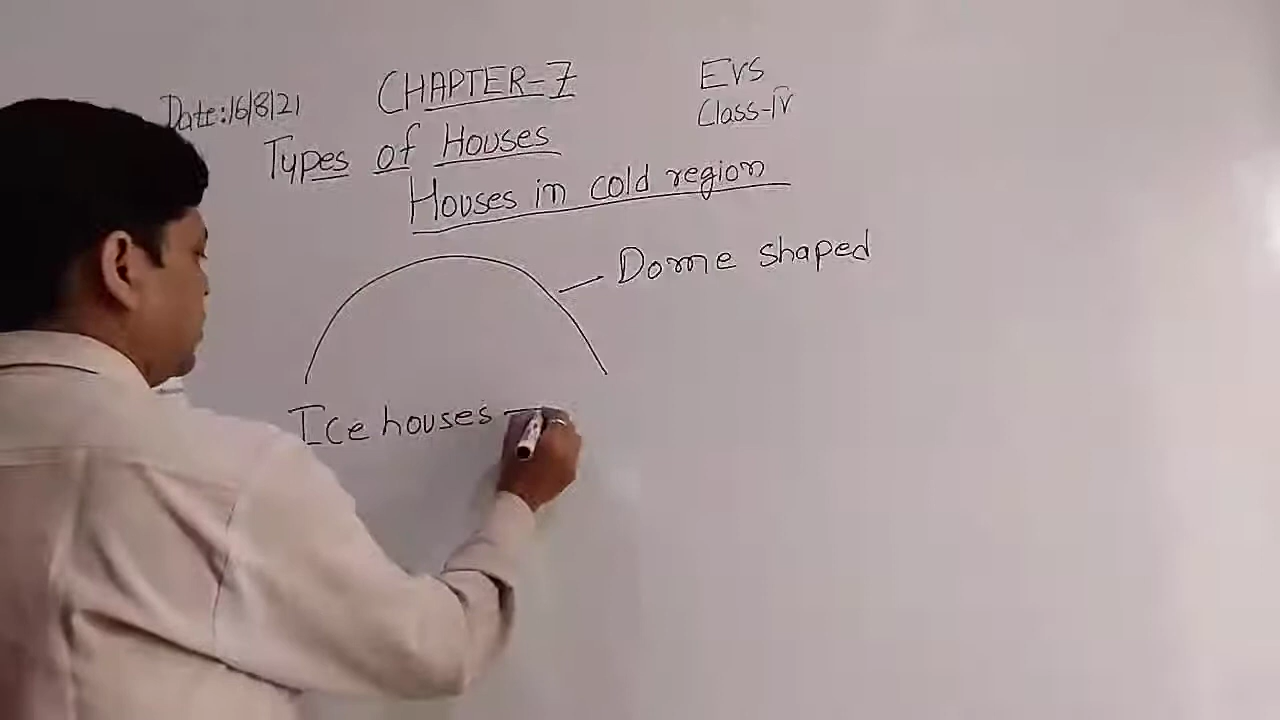 Date:16/8/21
CHAPTER-7
EVS
Class-IV
Types of Houses
Houses in cold region
Dome shaped
Ice houses